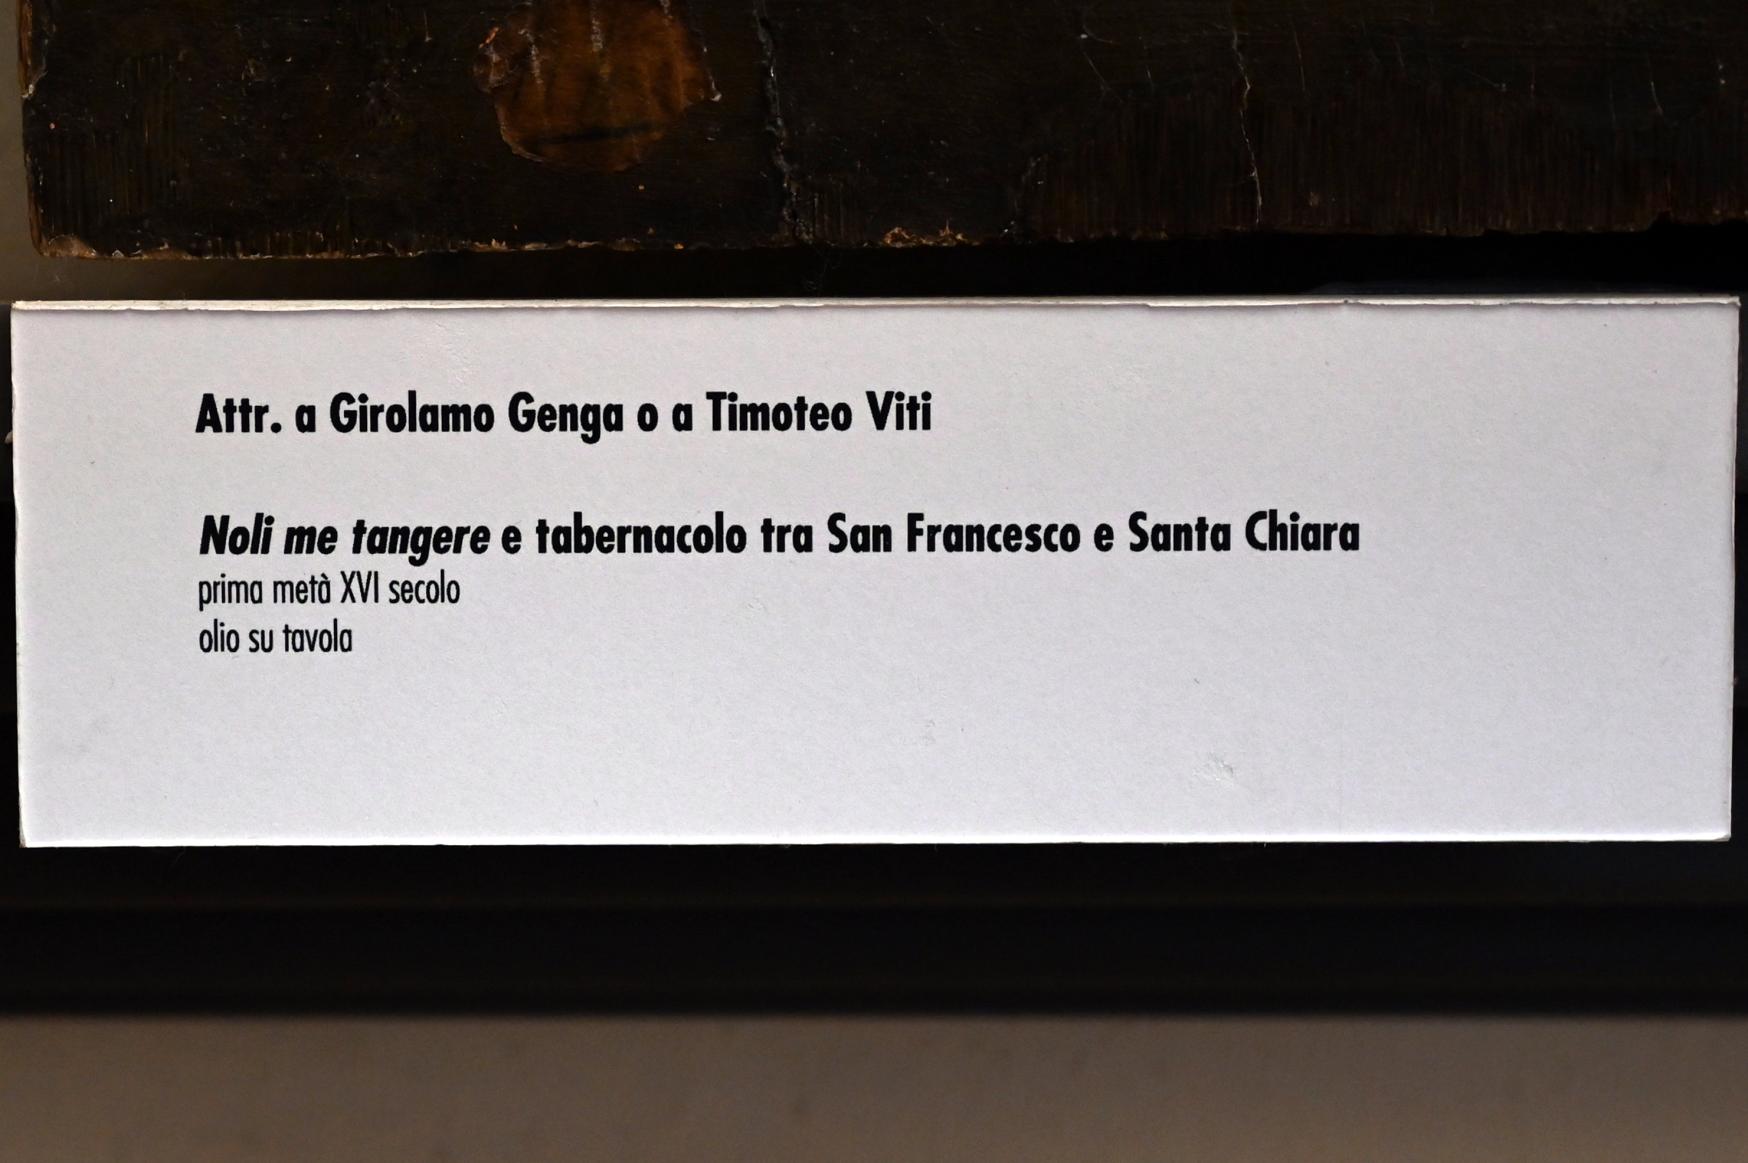 Attr. a Girolamo Genga o a Timoteo Viti
Noli me tangere e tabernacolo tra San Francesco e Santa Chiara
prima metà XVI secolo
olio su tavola